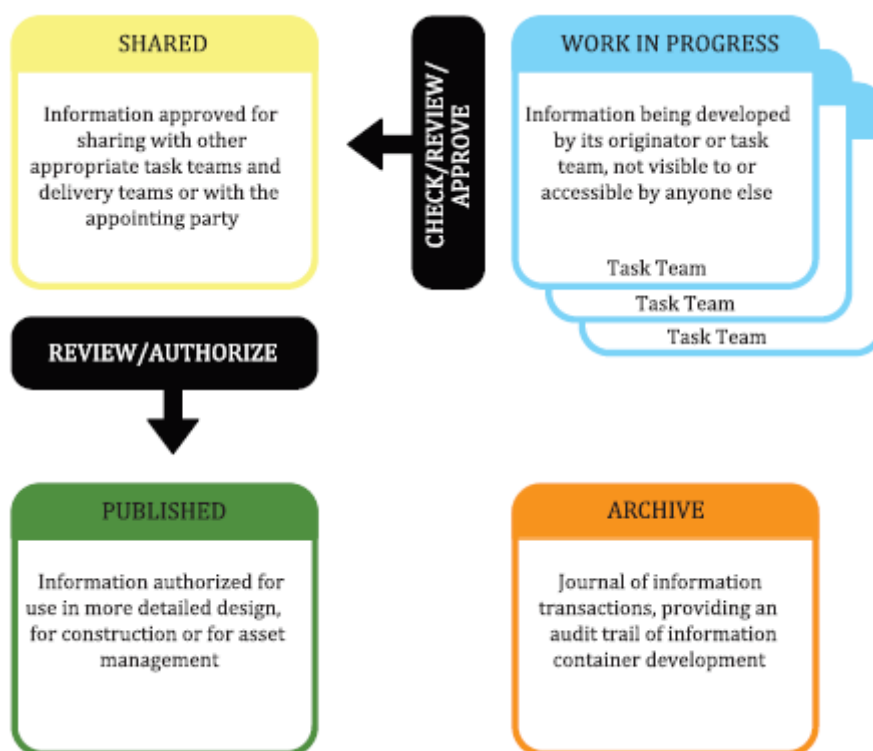 SHARED
Information approved for
sharing with other
appropriate task teams and
delivery teams or with the
appointing party
CHECK/REVIEW/
APPROVE
WORK IN PROGRESS
Information being developed
by its originator or task
team, not visible to or
accessible by anyone else
Task Team
Task Team
Task Team
REVIEW/AUTHORIZE
PUBLISHED
Information authorized for
use in more detailed design,
for construction or for asset
management
ARCHIVE
Journal of information
transactions, providing an
audit trail of information
container development